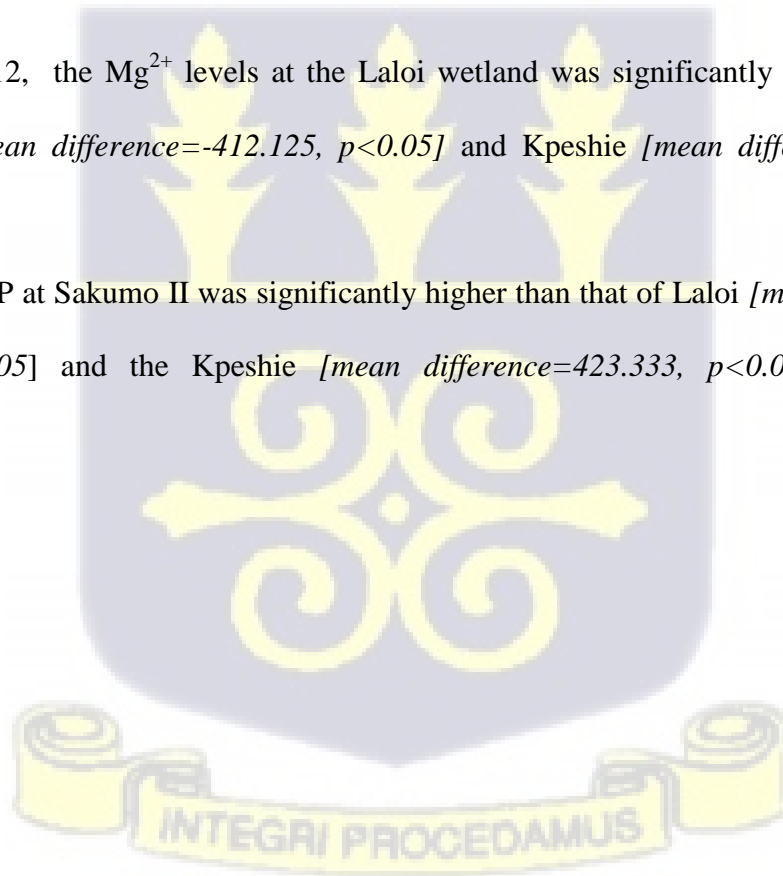 12, the Mg²⁺ levels at the Laloi wetland was significantly
ean difference=-412.125, p<0.05] and Kpeshie [mean diffe
P at Sakumo II was significantly higher than that of Laloi [m
05] and the Kpeshie [mean difference=423.333, p<0.0
INTEGRI PROCEDAMUS